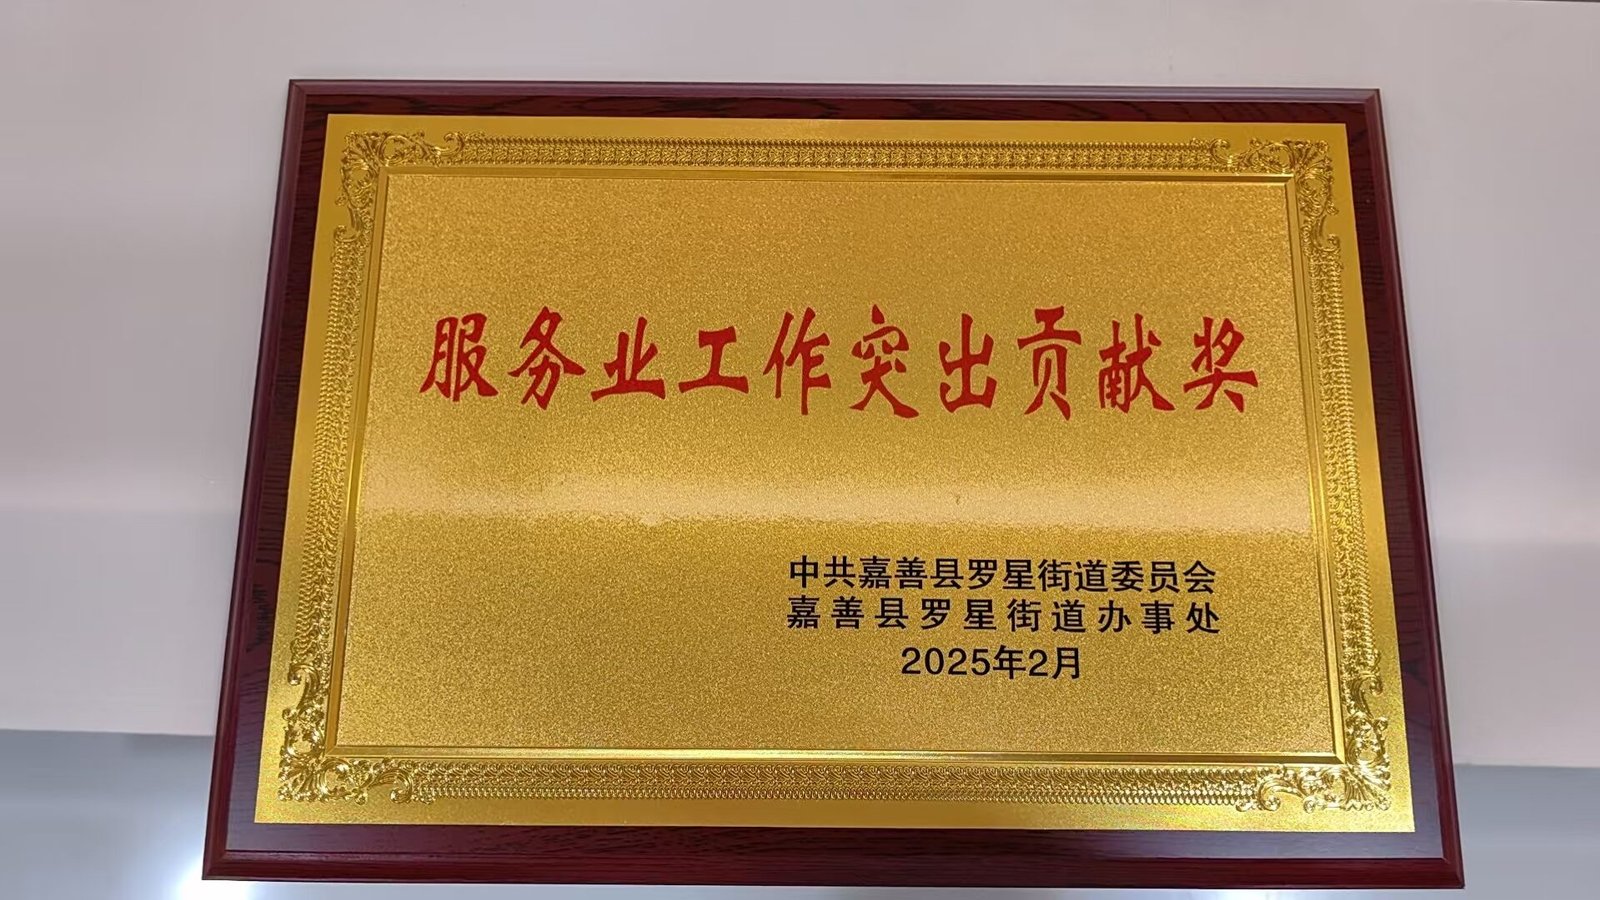 服务业工作突出贡献奖
中共嘉善县罗星街道委员会
嘉善县罗星街道办事处
2025年2月